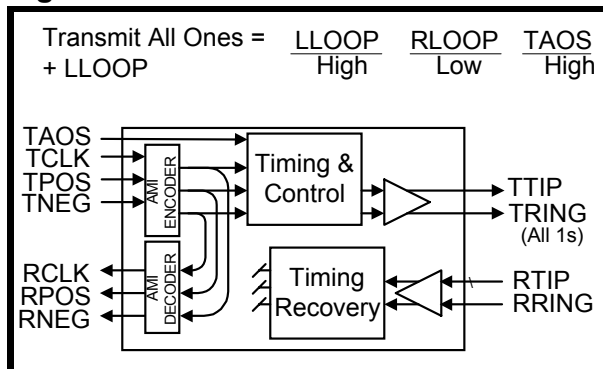 Transmit All Ones = LLOOP RLOOP TAOS
+ LLOOP High Low High
TAOS
TCLK
TPOS
TNEG
AMI
ENCODER
Timing &
Control
TTIP
TRING
(All 1s)
RCLK
RPOS
RNEG
AMI
DECODER
Timing
Recovery
RTIP
RRING